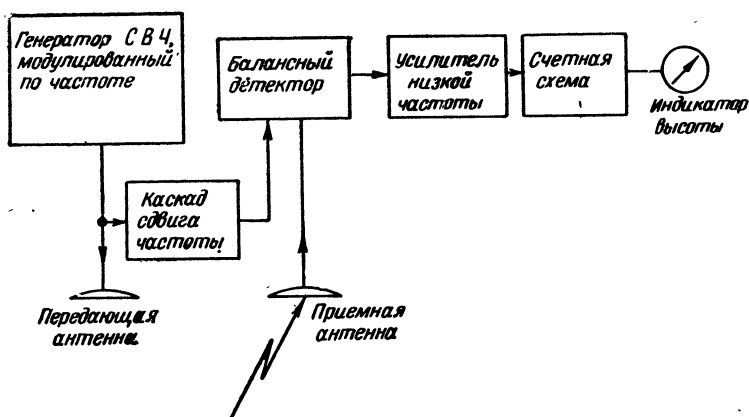 Генератор СВЧ,
модулированный
по частоте
Балансный
детектор
Усилитель
низкой
частоты
Счетная
схема
Индикатор
высоты
Каскад
сдвига
частоты
Передающая
антенна
Приемная
антенна